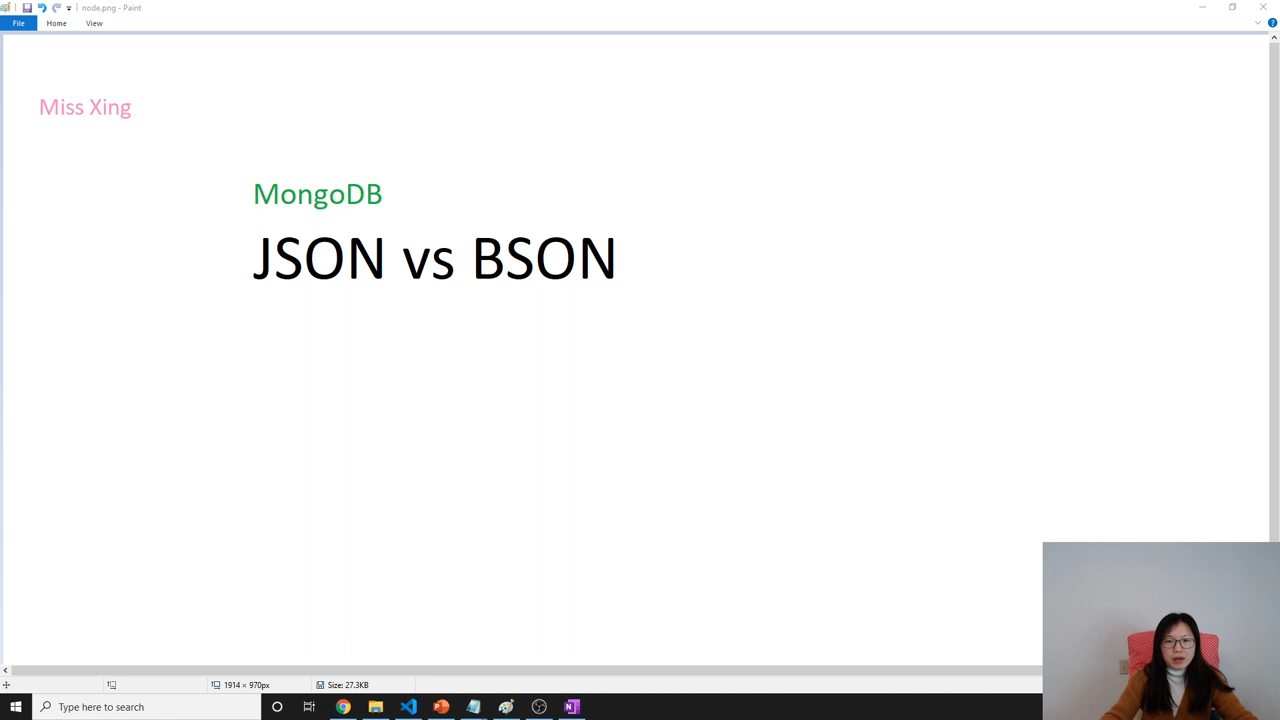 node.png - Paint
File Home View
Miss Xing
MongoDB
JSON vs BSON
1914 × 970px Size: 27.3KB
Type here to search